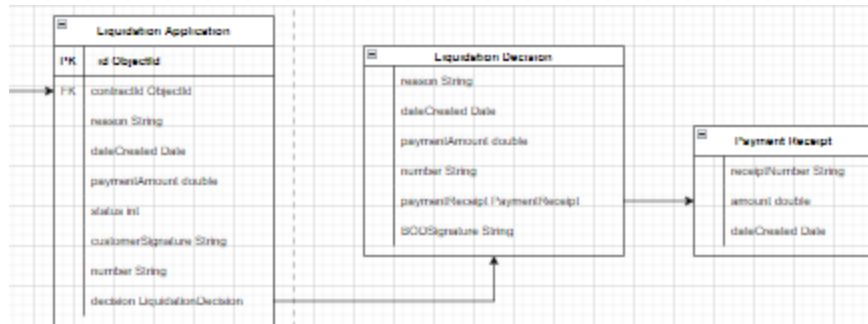 Liquidation Application
PK id ObjectId
FK contractId ObjectId
reason String
dateCreated Date
paymentAmount double
status int
customerSignature String
number String
decision LiquidationDecision
Liquidation Decision
reason String
dateCreated Date
paymentAmount double
number String
paymentReceipt PaymentReceipt
BODSignature String
Payment Receipt
receiptNumber String
amount double
dateCreated Date